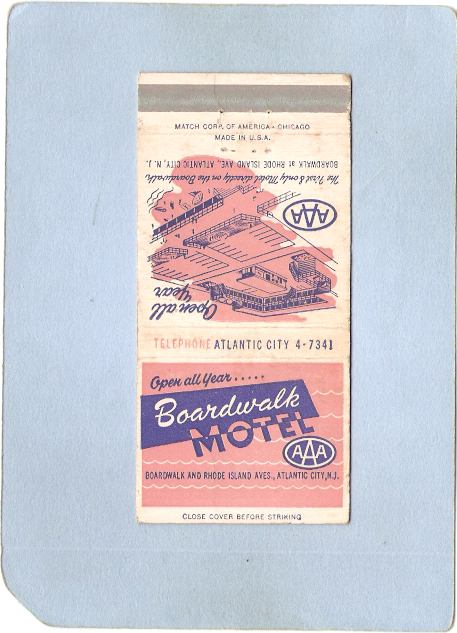 MATCH CORP. OF AMERICA - CHICAGO
MADE IN U.S.A.
Open all
Year
AAA
The First & only Motel directly on the Boardwalk
BOARDWALK at RHODE ISLAND AVE. ATLANTIC CITY, N. J.
TELEPHONE ATLANTIC CITY 4-7341
Open all Year.....
Boardwalk
MOTEL
AAA
BOARDWALK AND RHODE ISLAND AVES., ATLANTIC CITY, N.J.
CLOSE COVER BEFORE STRIKING